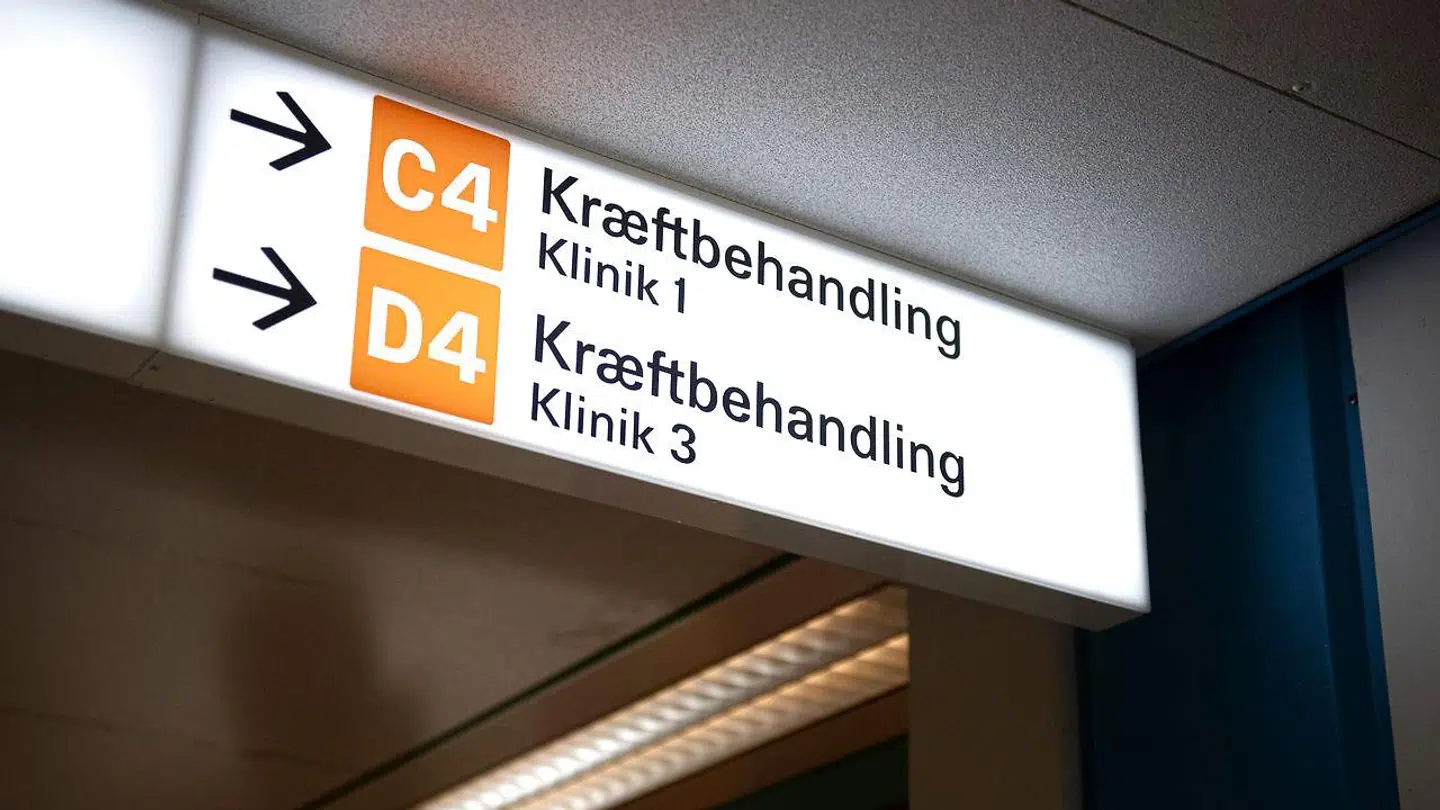 C4 Kræftbehandling
Klinik 1
D4 Kræftbehandling
Klinik 3